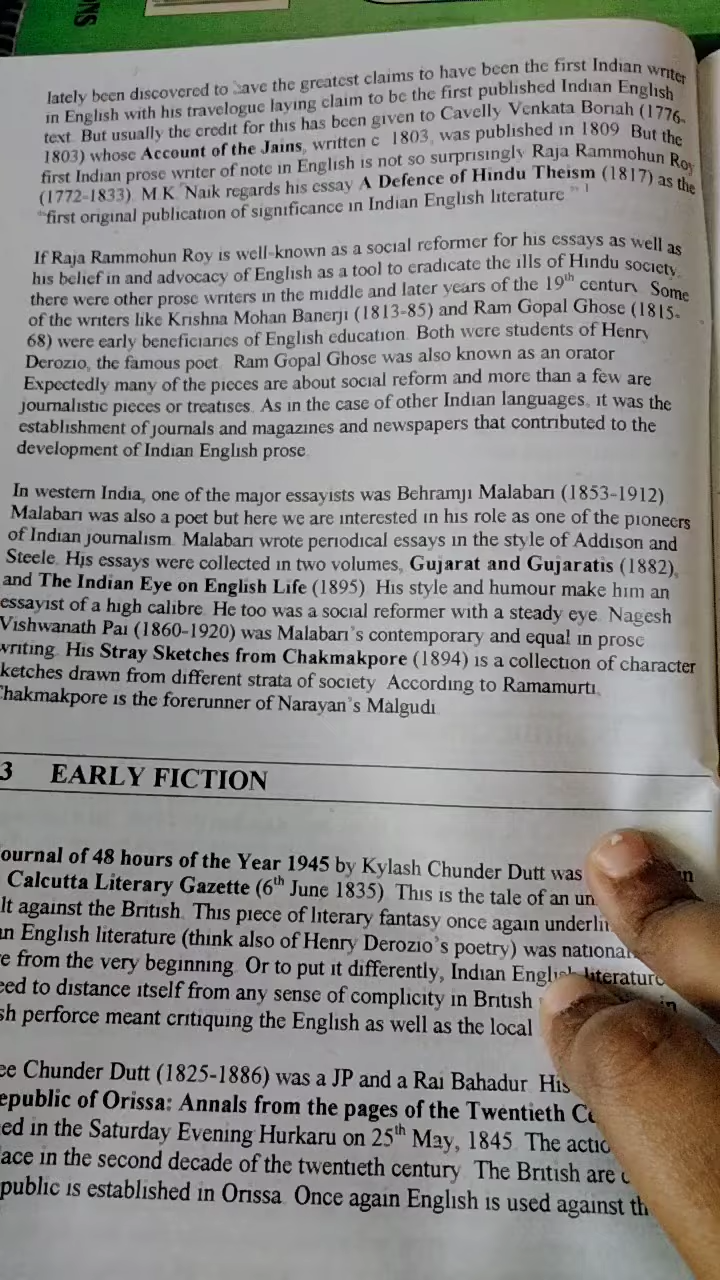 NS
lately been discovered to have the greatest claims to have been the first Indian writer
in English with his travelogue laying claim to be the first published Indian English
text. But usually the credit for this has been given to Cavelly Venkata Boriah (1776-
1803) whose Account of the Jains, written c 1803, was published in 1809 But the
first Indian prose writer of note in English is not so surprisingly Raja Rammohun Roy
(1772-1833) M.K. Naik regards his essay A Defence of Hindu Theism (1817) as the
"first original publication of significance in Indian English literature" 1
If Raja Rammohun Roy is well-known as a social reformer for his essays as well as
his belief in and advocacy of English as a tool to eradicate the ills of Hindu society,
there were other prose writers in the middle and later years of the 19th century Some
of the writers like Krishna Mohan Banerji (1813-85) and Ram Gopal Ghose (1815-
68) were early beneficiaries of English education. Both were students of Henry
Derozio, the famous poet. Ram Gopal Ghose was also known as an orator
Expectedly many of the pieces are about social reform and more than a few are
journalistic pieces or treatises. As in the case of other Indian languages, it was the
establishment of journals and magazines and newspapers that contributed to the
development of Indian English prose.
In western India, one of the major essayists was Behramji Malabari (1853-1912)
Malabari was also a poet but here we are interested in his role as one of the pioneers
of Indian journalism. Malabari wrote periodical essays in the style of Addison and
Steele. His essays were collected in two volumes, Gujarat and Gujaratis (1882),
and The Indian Eye on English Life (1895) His style and humour make him an
essayist of a high calibre. He too was a social reformer with a steady eye Nagesh
Vishwanath Pai (1860-1920) was Malabari's contemporary and equal in prose
writing. His Stray Sketches from Chakmakpore (1894) is a collection of character
ketches drawn from different strata of society According to Ramamurti,
Chakmakpore is the forerunner of Narayan's Malgudi
3 EARLY FICTION
ournal of 48 hours of the Year 1945 by Kylash Chunder Dutt was
Calcutta Literary Gazette (6th June 1835) This is the tale of an un
lt against the British. This piece of literary fantasy once again underlin
an English literature (think also of Henry Derozio's poetry) was national
e from the very beginning. Or to put it differently, Indian English literature
eed to distance itself from any sense of complicity in British in
sh perforce meant critiquing the English as well as the local
ee Chunder Dutt (1825-1886) was a JP and a Rai Bahadur His
epublic of Orissa: Annals from the pages of the Twentieth Ce
ed in the Saturday Evening Hurkaru on 25th May, 1845. The actio
ace in the second decade of the twentieth century The British are
public is established in Orissa. Once again English is used against th